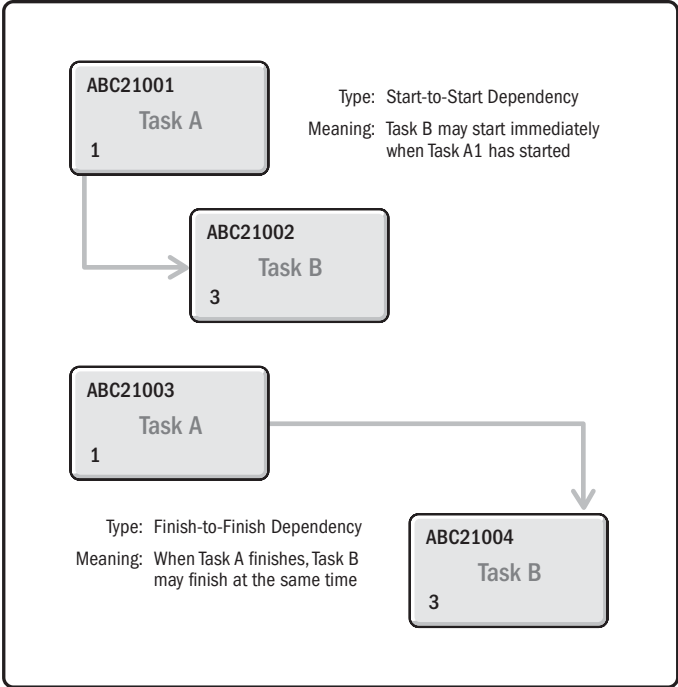 ABC21001
Task A
1
Type: Start-to-Start Dependency
Meaning: Task B may start immediately
when Task A1 has started
ABC21002
Task B
3
ABC21003
Task A
1
Type: Finish-to-Finish Dependency
Meaning: When Task A finishes, Task B
may finish at the same time
ABC21004
Task B
3